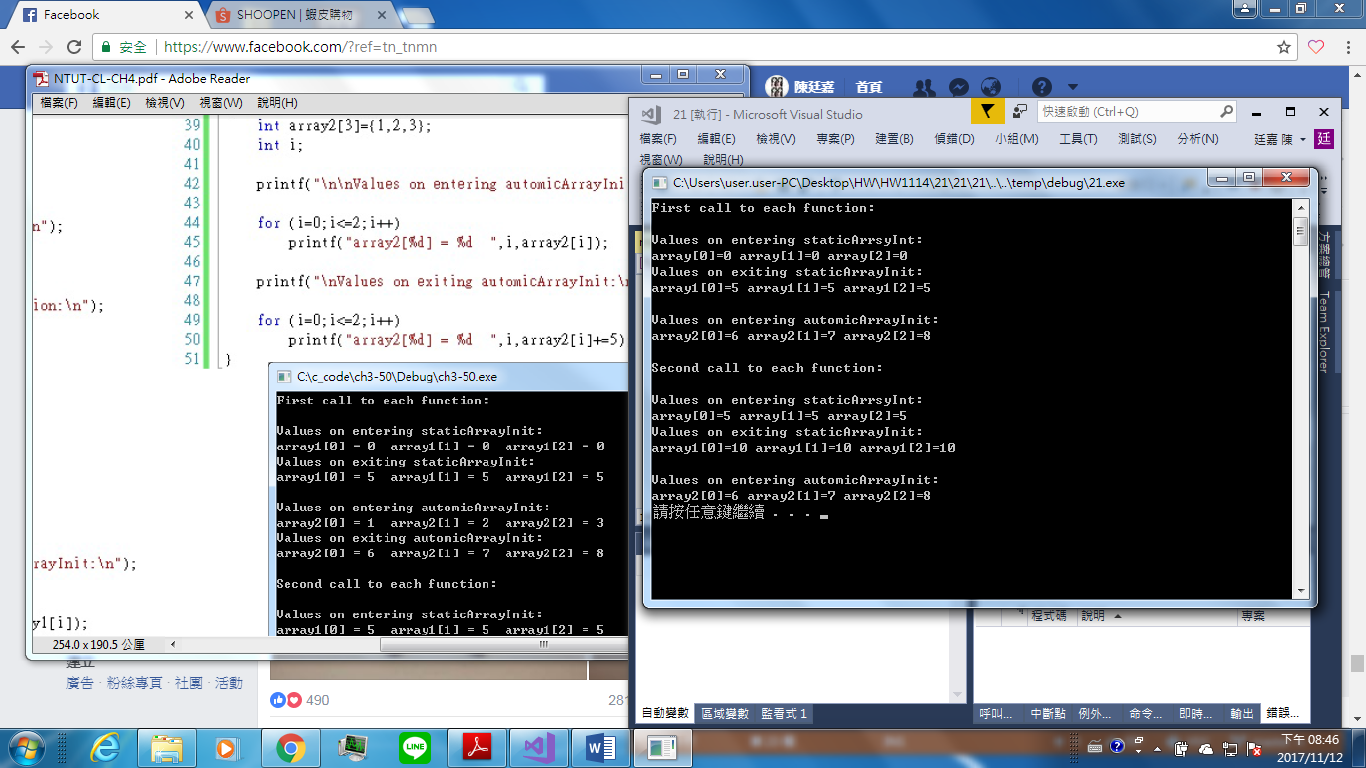 Facebook
SHOOPEN | 蝦皮購物
安全 https://www.facebook.com/?ref=tn_tnmn
NTUT-CL-CH4.pdf - Adobe Reader
檔案(F) 編輯(E) 檢視(V) 視窗(W) 說明(H)
39 int array2[3]={1,2,3};
40 int i;
41
42 printf("\n\nValues on entering automicArrayIni
43
n");
44 for (i=0;i<=2;i++)
45 printf("array2[%d] = %d ",i,array2[i]);
46
47 printf("\nValues on exiting automicArrayInit:\n
48
ion:\n");
49 for (i=0;i<=2;i++)
50 printf("array2[%d] = %d ",i,array2[i]+=5)
51 }
rayInit:\n");
y1[i]);
254.0 x 190.5 公厘
C:\c_code\ch3-50\Debug\ch3-50.exe
First call to each function:
Values on entering staticArrayInit:
array1[0] = 0 array1[1] = 0 array1[2] = 0
Values on exiting staticArrayInit:
array1[0] = 5 array1[1] = 5 array1[2] = 5
Values on entering automicArrayInit:
array2[0] = 1 array2[1] = 2 array2[2] = 3
Values on exiting automicArrayInit:
array2[0] = 6 array2[1] = 7 array2[2] = 8
Second call to each function:
Values on entering staticArrayInit:
array1[0] = 5 array1[1] = 5 array1[2] = 5
首頁
21 [執行] - Microsoft Visual Studio
快速啟動 (Ctrl+Q)
檔案(F) 編輯(E) 檢視(V) 專案(P) 建置(B) 偵錯(D) 小組(M) 工具(T) 測試(S) 分析(N) 廷嘉 陳 廷
視窗(W) 說明(H)
C:\Users\user.user-PC\Desktop\HW\HW1114\21\21\21\..\..\temp\debug\21.exe
First call to each function:
Values on entering staticArrsyInt:
array[0]=0 array[1]=0 array[2]=0
Values on exiting staticArrayInit:
array1[0]=5 array1[1]=5 array1[2]=5
Values on entering automicArrayInit:
array2[0]=6 array2[1]=7 array2[2]=8
Second call to each function:
Values on entering staticArrsyInt:
array[0]=5 array[1]=5 array[2]=5
Values on exiting staticArrayInit:
array1[0]=10 array1[1]=10 array1[2]=10
Values on entering automicArrayInit:
array2[0]=6 array2[1]=7 array2[2]=8
請按任意鍵繼續 . . .
方案總管
Team Explorer
程式碼 說明 專案
建立
廣告 · 粉絲專頁 · 社團 · 活動
490
281
自動變數 區域變數 監看式 1
呼叫... 中斷點 例外... 命令... 即時... 輸出 錯誤...
LINE
下午 08:46
2017/11/12